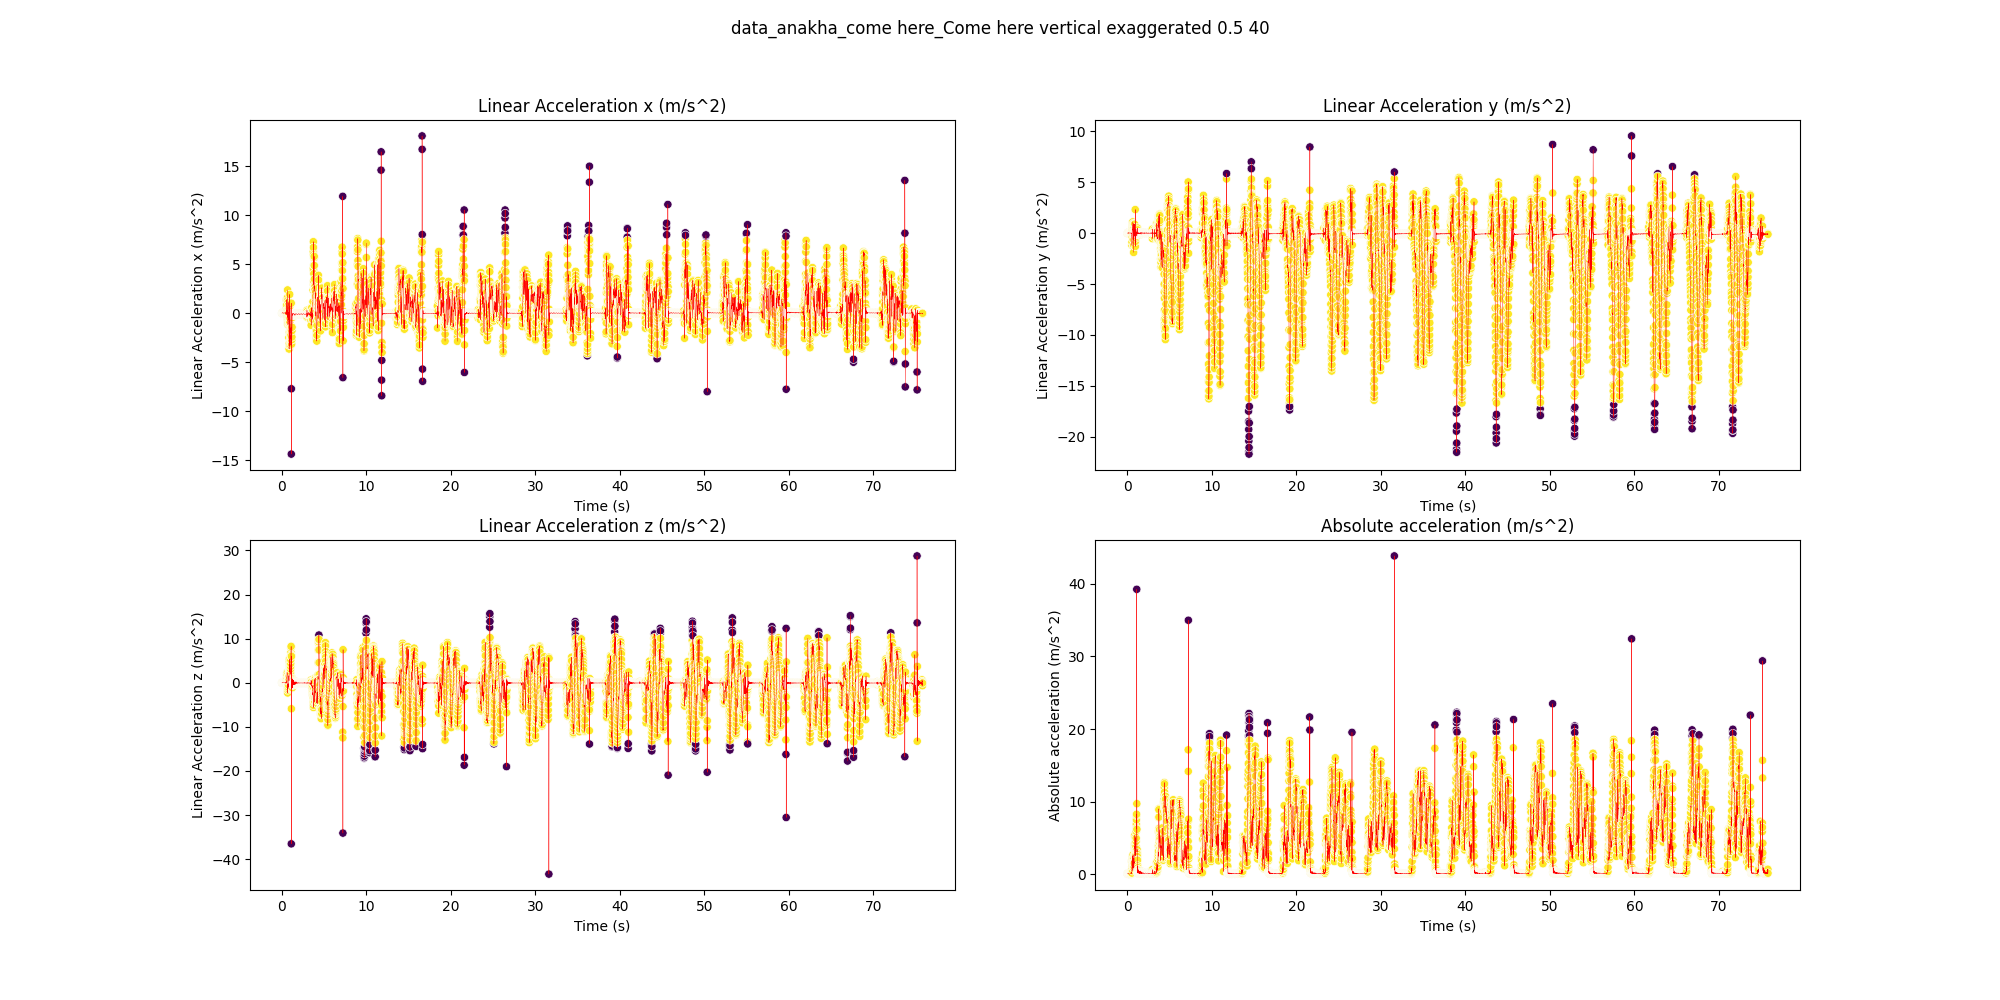 data_anakha_come here_Come here vertical exaggerated 0.5 40
Linear Acceleration x (m/s^2)
Linear Acceleration x (m/s^2)
15
10
5
0
−5
−10
−15
0 10 20 30 40 50 60 70
Time (s)
Linear Acceleration y (m/s^2)
Linear Acceleration y (m/s^2)
10
5
0
−5
−10
−15
−20
0 10 20 30 40 50 60 70
Time (s)
Linear Acceleration z (m/s^2)
Linear Acceleration z (m/s^2)
30
20
10
0
−10
−20
−30
−40
0 10 20 30 40 50 60 70
Time (s)
Absolute acceleration (m/s^2)
Absolute acceleration (m/s^2)
40
30
20
10
0
0 10 20 30 40 50 60 70
Time (s)